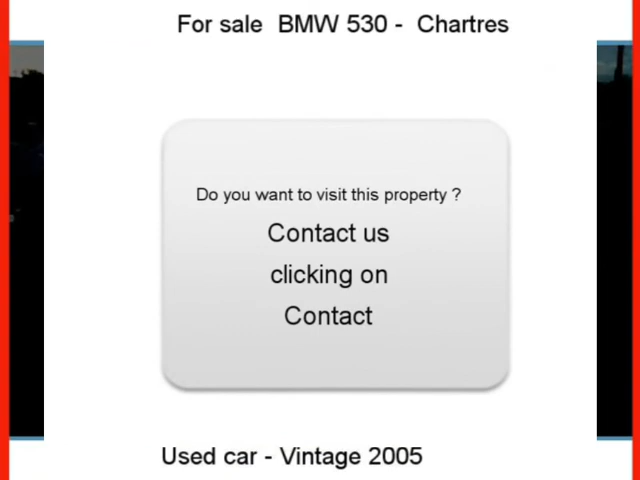 For sale BMW 530 - Chartres
Do you want to visit this property ?
Contact us
clicking on
Contact
Used car - Vintage 2005